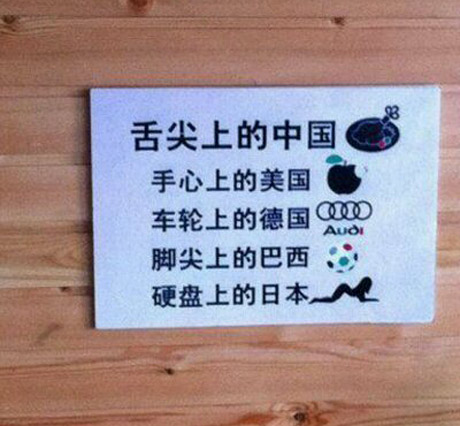 舌尖上的中国
手心上的美国
车轮上的德国
Audi
脚尖上的巴西
硬盘上的日本